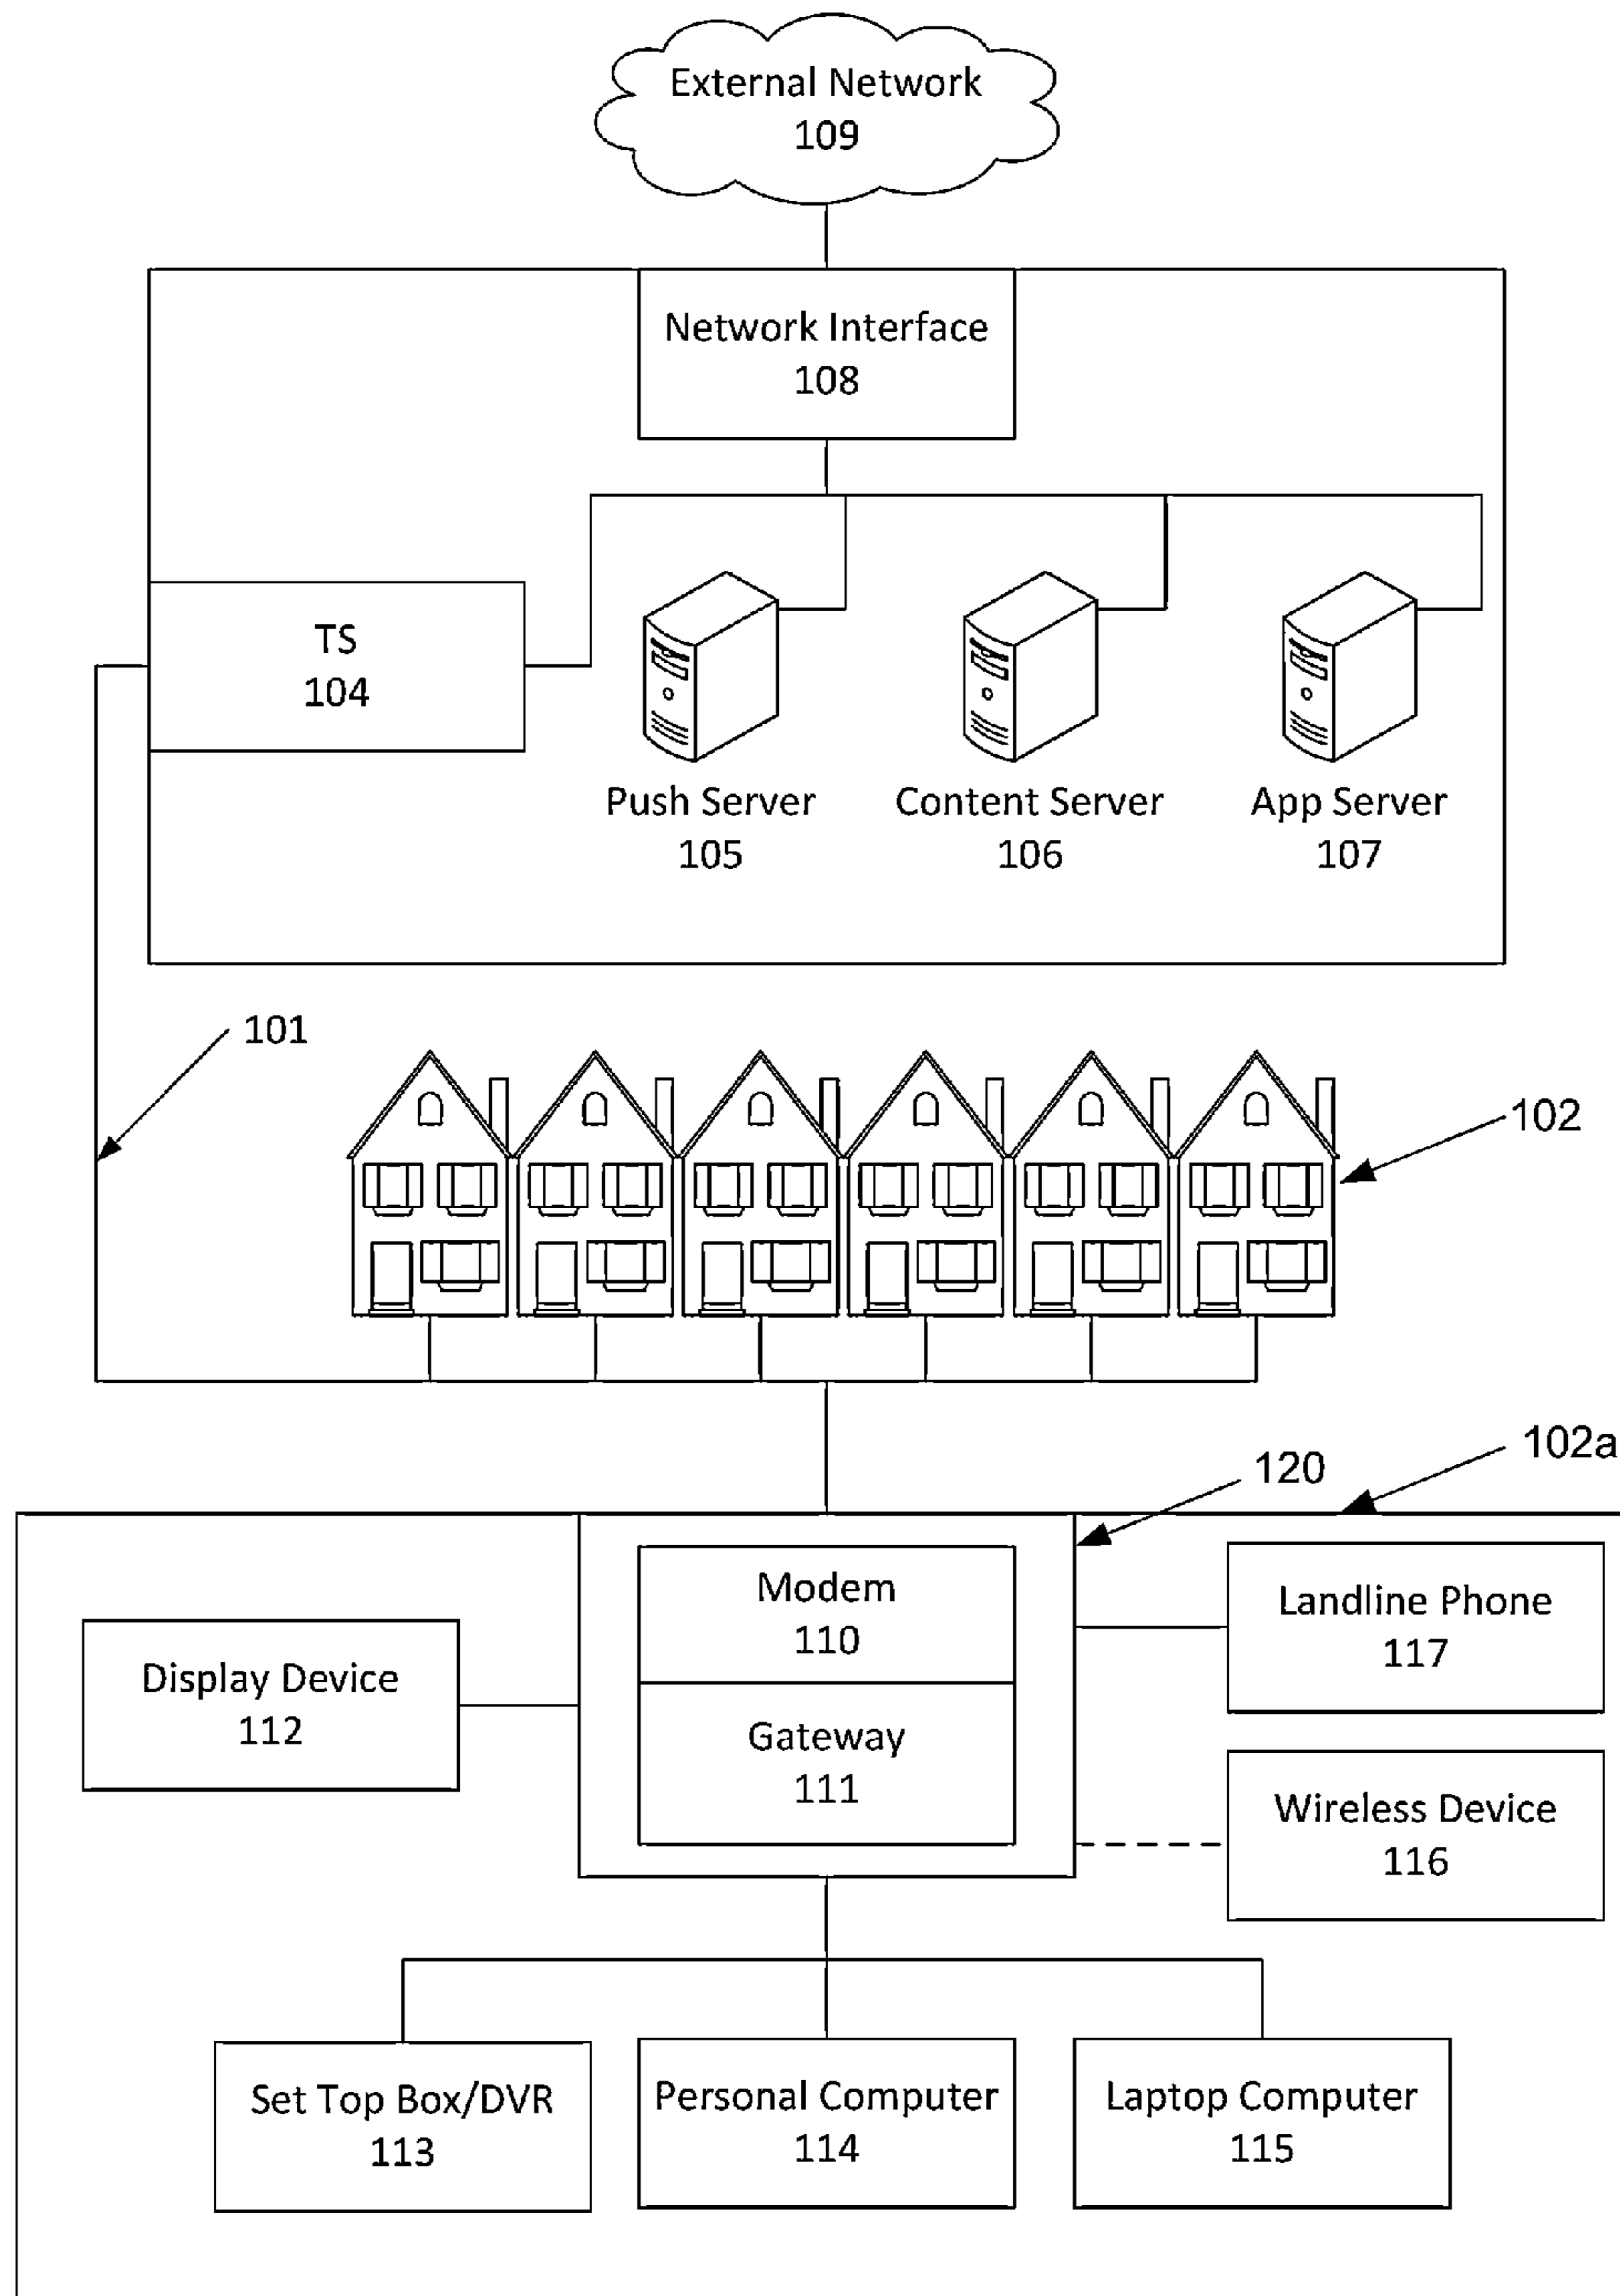 External Network
109
Network Interface
108
TS
104
Push Server
105
Content Server
106
App Server
107
101
102
102a
120
Modem
110
Landline Phone
117
Display Device
112
Gateway
111
Wireless Device
116
Set Top Box/DVR
113
Personal Computer
114
Laptop Computer
115